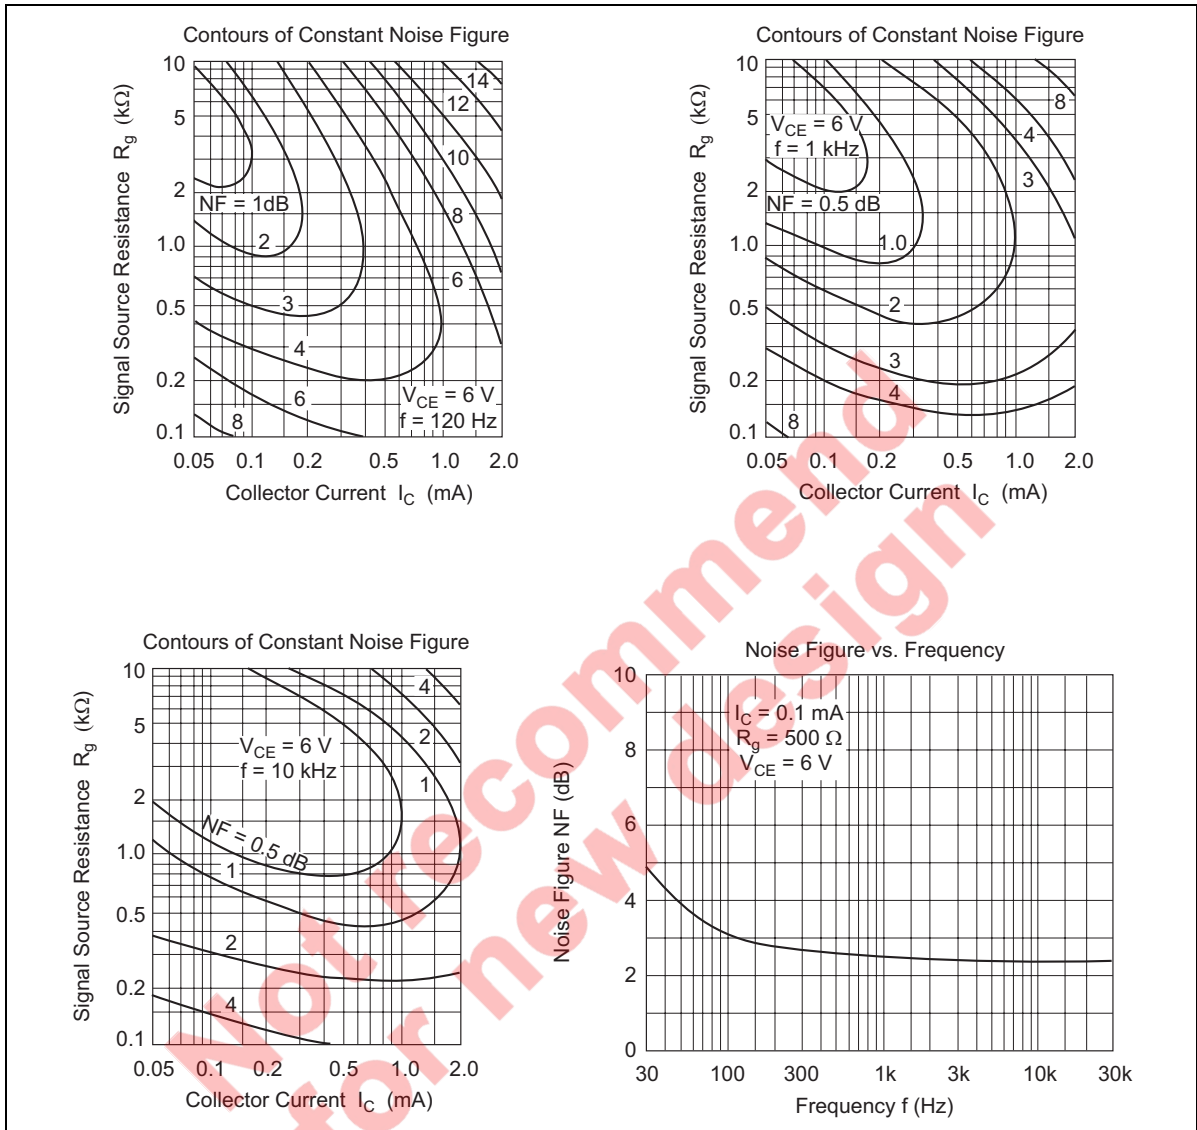 Contours of Constant Noise Figure
Signal Source Resistance Rg (kΩ)
10
5
2
1.0
0.5
0.2
0.1
14
12
10
8
6
NF = 1dB
2
3
4
6
8
VCE = 6 V
f = 120 Hz
0.05 0.1 0.2 0.5 1.0 2.0
Collector Current IC (mA)
Contours of Constant Noise Figure
Signal Source Resistance Rg (kΩ)
10
5
2
1.0
0.5
0.2
0.1
8
VCE = 6 V
f = 1 kHz
4
3
NF = 0.5 dB
1.0
2
3
4
8
0.05 0.1 0.2 0.5 1.0 2.0
Collector Current IC (mA)
Contours of Constant Noise Figure
Signal Source Resistance Rg (kΩ)
10
5
2
1.0
0.5
0.2
0.1
4
2
1
VCE = 6 V
f = 10 kHz
NF = 0.5 dB
1
2
4
0.05 0.1 0.2 0.5 1.0 2.0
Collector Current IC (mA)
Noise Figure vs. Frequency
Noise Figure NF (dB)
10
8
6
4
2
0
IC = 0.1 mA
Rg = 500 Ω
VCE = 6 V
30 100 300 1k 3k 10k 30k
Frequency f (Hz)
Not recommend
for new design